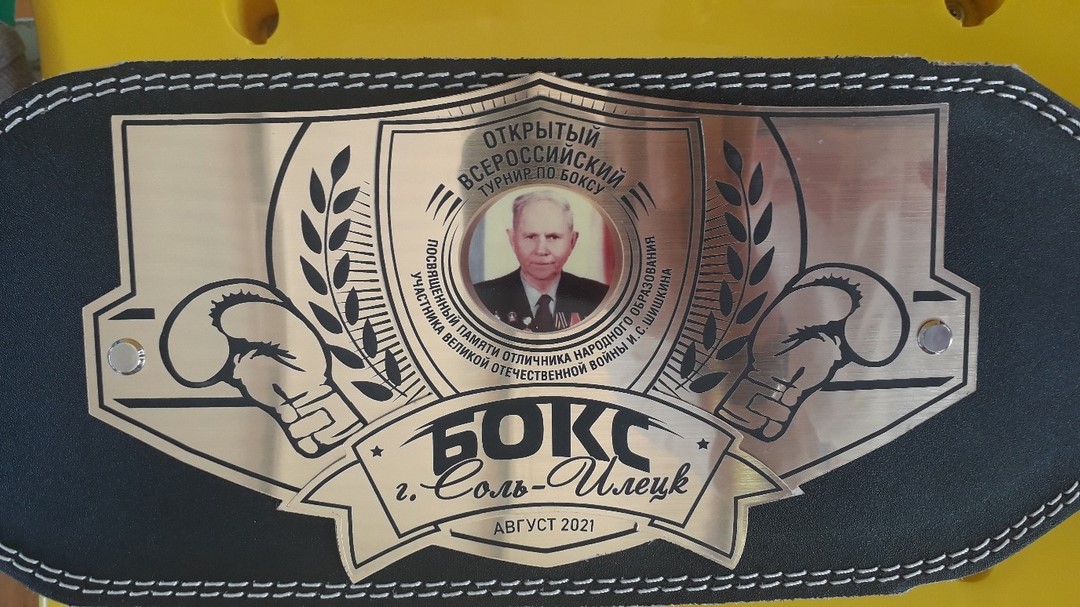 ОТКРЫТЫЙ
ВСЕРОССИЙСКИЙ
ТУРНИР ПО БОКСУ
ПОСВЯЩЕННЫЙ ПАМЯТИ ОТЛИЧНИКА НАРОДНОГО ОБРАЗОВАНИЯ
УЧАСТНИКА ВЕЛИКОЙ ОТЕЧЕСТВЕННОЙ ВОЙНЫ И.С.ШИШКИНА
БОКС
г. Соль-Илецк
АВГУСТ 2021